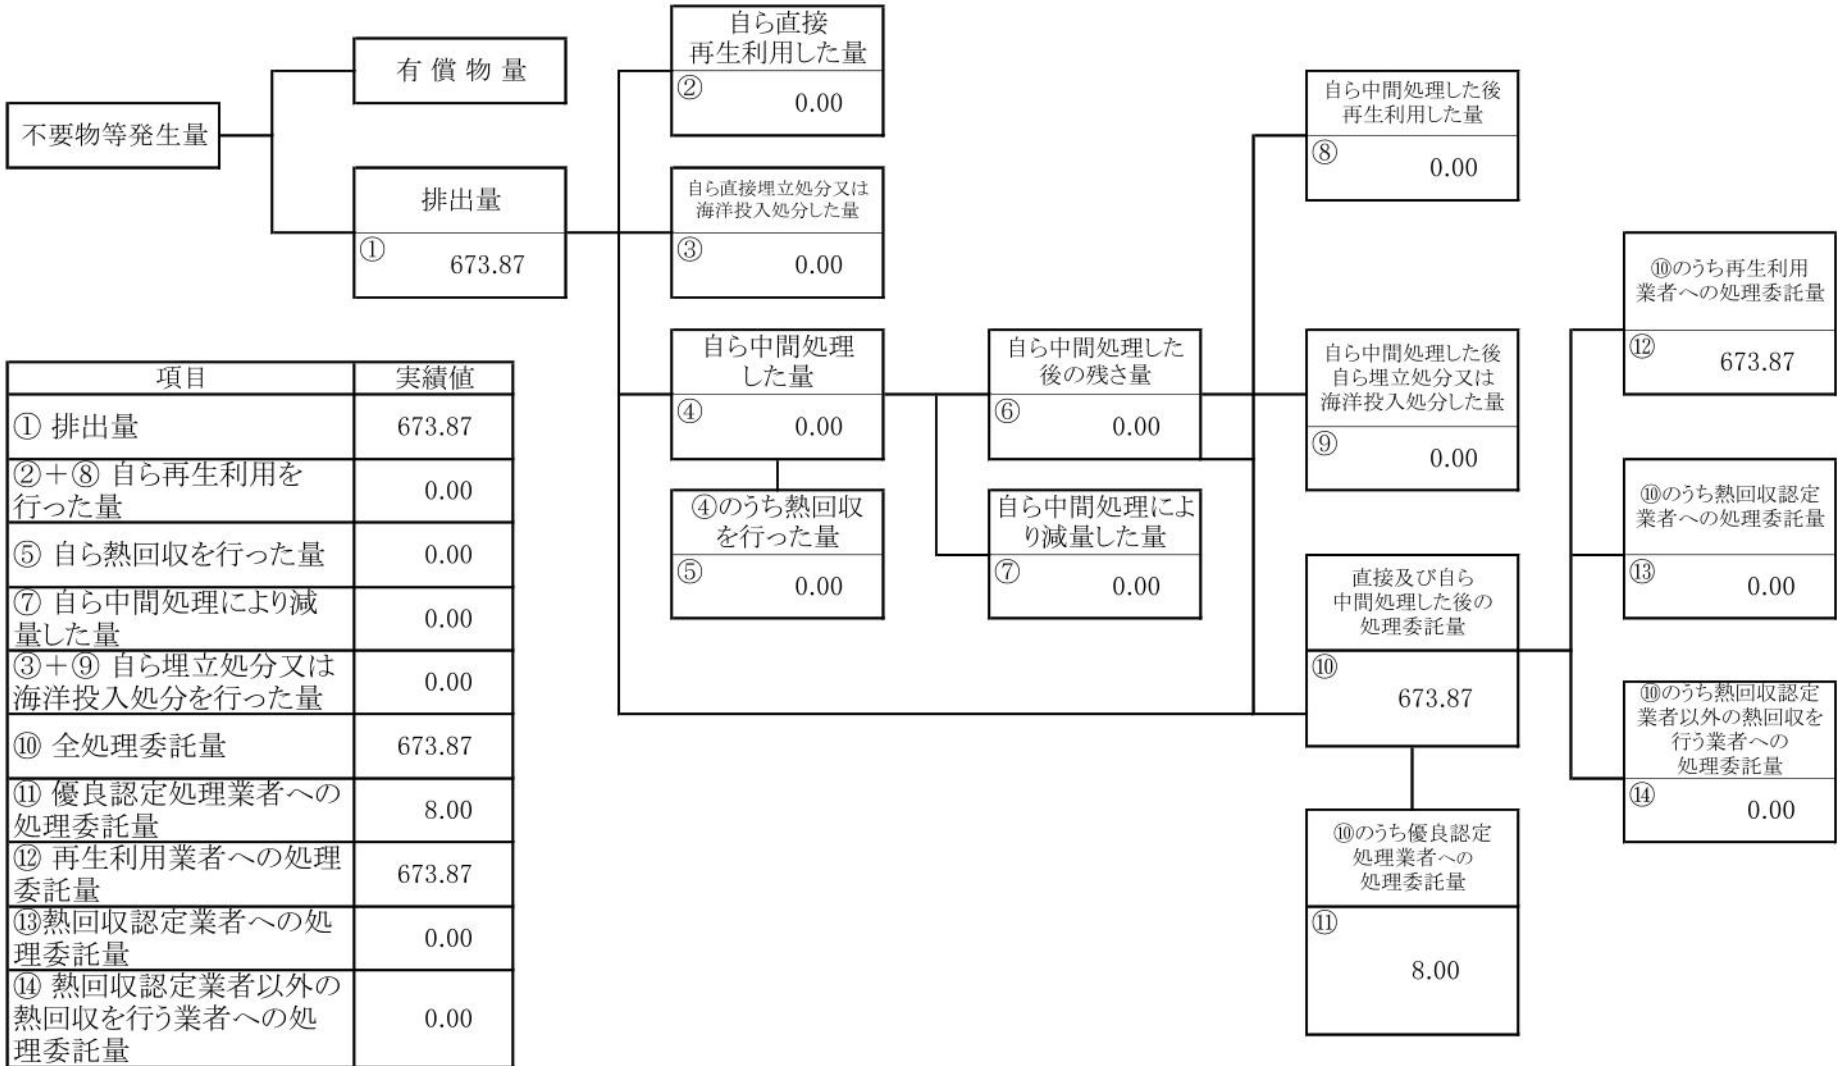 不要物等発生量
有 償 物 量
排出量
①
673.87
自ら直接
再生利用した量
②
0.00
自ら直接埋立処分又は
海洋投入処分した量
③
0.00
自ら中間処理
した量
④
0.00
④のうち熱回収
を行った量
⑤
0.00
自ら中間処理した
後の残さ量
⑥
0.00
自ら中間処理によ
り減量した量
⑦
0.00
自ら中間処理した後
再生利用した量
⑧
0.00
自ら中間処理した後
自ら埋立処分又は
海洋投入処分した量
⑨
0.00
直接及び自ら
中間処理した後の
処理委託量
⑩
673.87
⑩のうち優良認定
処理業者への
処理委託量
⑪
8.00
⑩のうち再生利用
業者への処理委託量
⑫
673.87
⑩のうち熱回収認定
業者への処理委託量
⑬
0.00
⑩のうち熱回収認定
業者以外の熱回収を
行う業者への
処理委託量
⑭
0.00
項目 実績値
① 排出量 673.87
②+⑧ 自ら再生利用を
行った量
0.00
⑤ 自ら熱回収を行った量 0.00
⑦ 自ら中間処理により減
量した量
0.00
③+⑨ 自ら埋立処分又は
海洋投入処分を行った量
0.00
⑩ 全処理委託量 673.87
⑪ 優良認定処理業者への
処理委託量
8.00
⑫ 再生利用業者への処理
委託量
673.87
⑬熱回収認定業者への処
理委託量
0.00
⑭ 熱回収認定業者以外の
熱回収を行う業者への処
理委託量
0.00